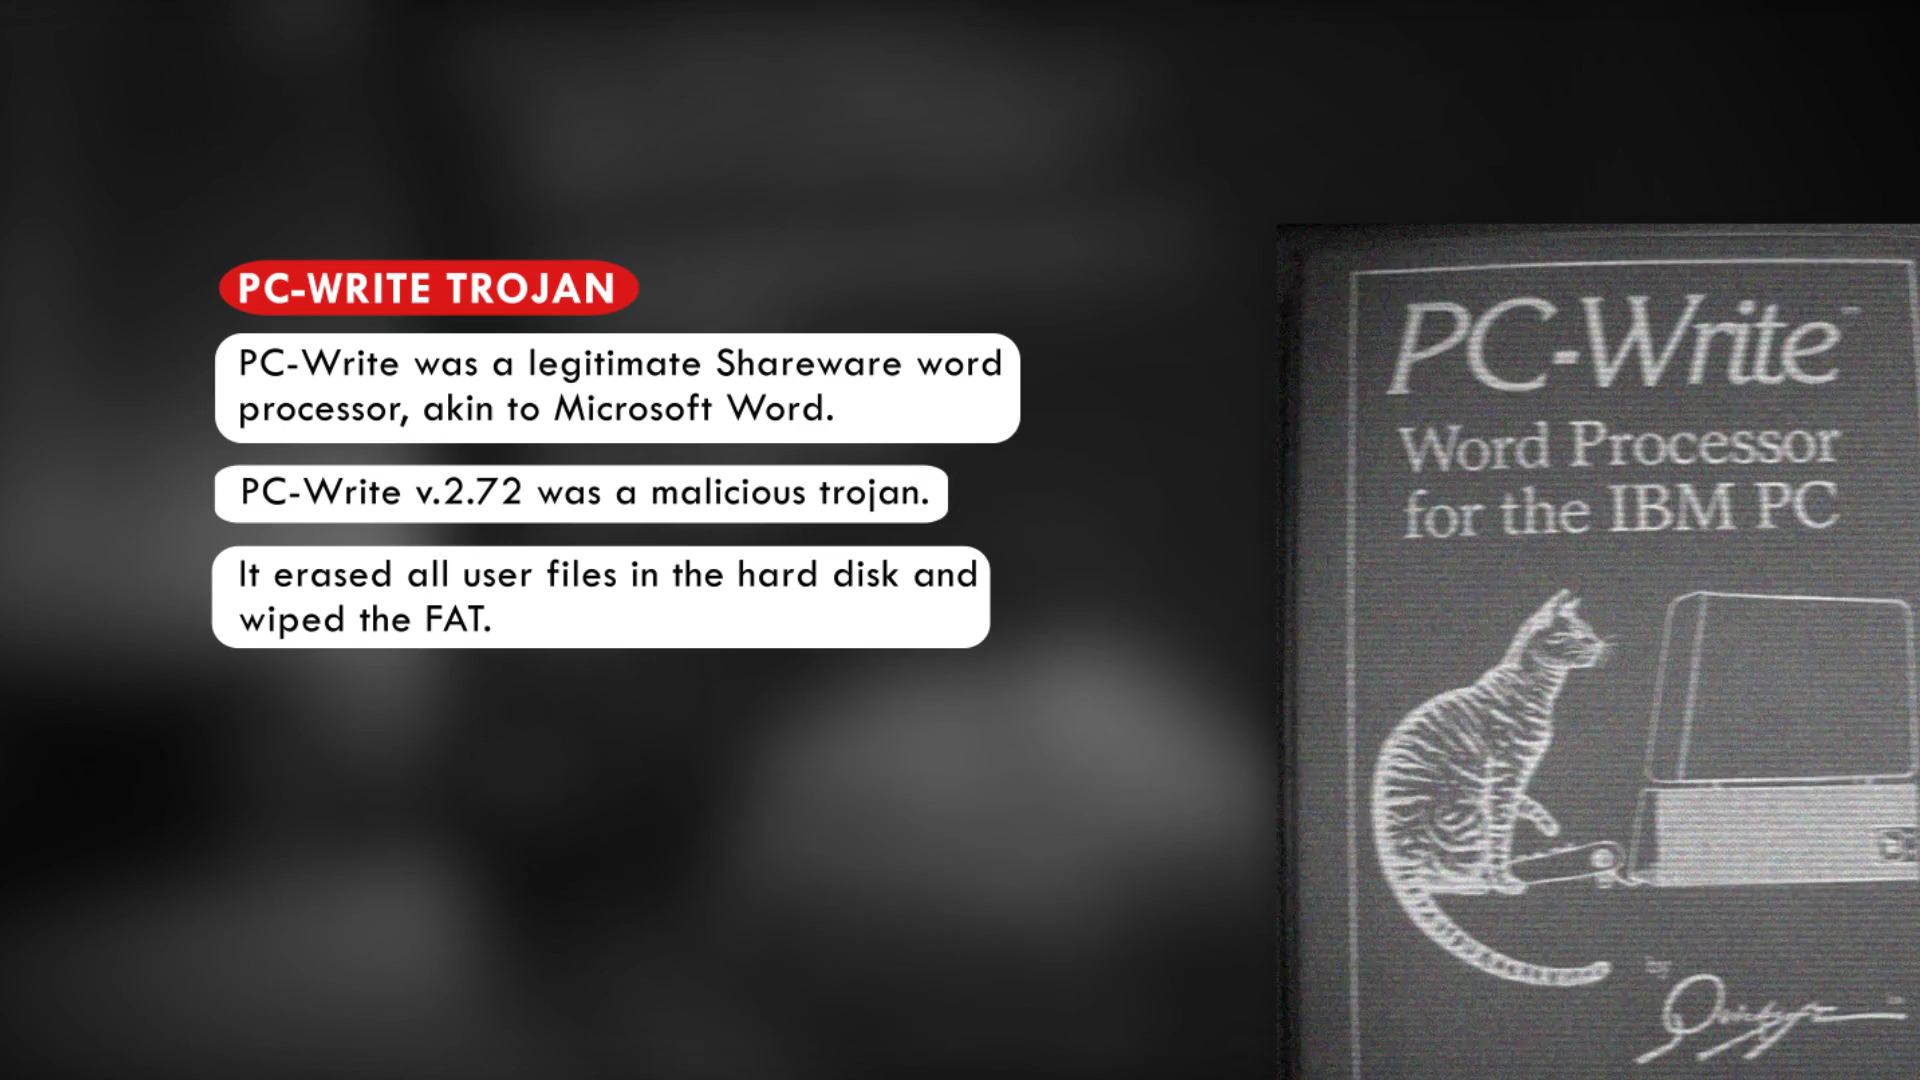 PC-WRITE TROJAN
PC-Write was a legitimate Shareware word
processor, akin to Microsoft Word.
PC-Write v.2.72 was a malicious trojan.
It erased all user files in the hard disk and
wiped the FAT.
PC-Write
Word Processor
for the IBM PC
by
Quicksoft